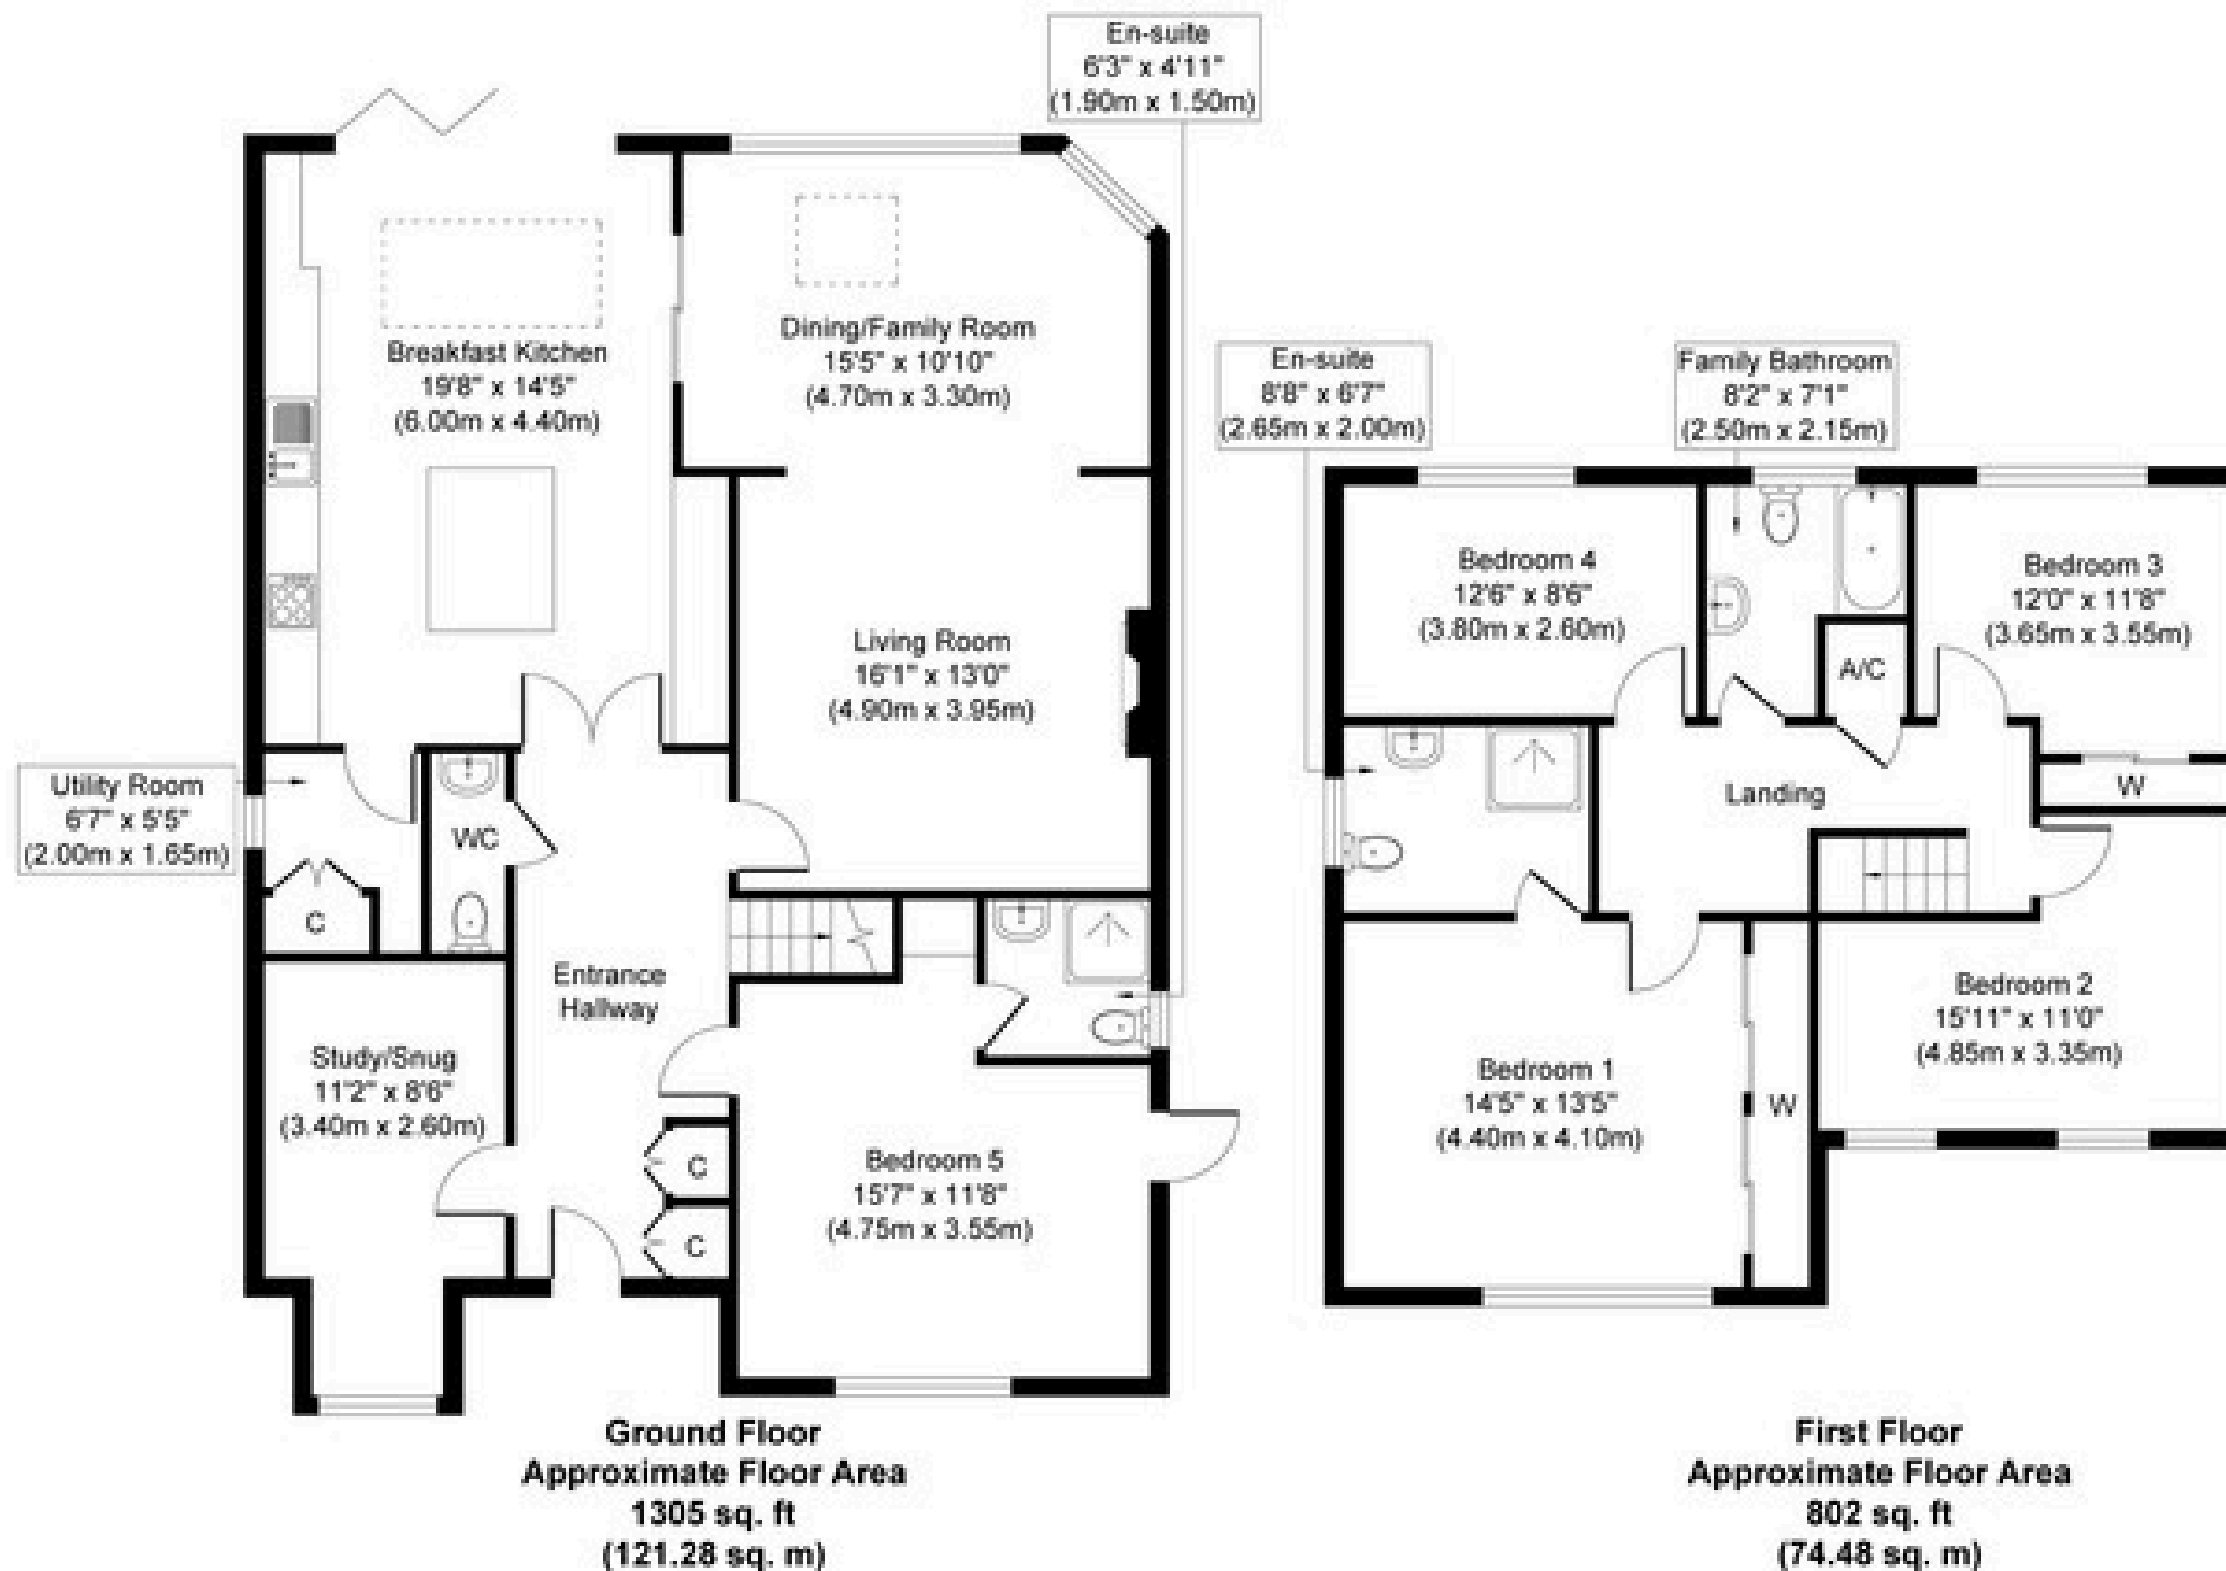 En-suite
6'3" x 4'11"
(1.90m x 1.50m)
Breakfast Kitchen
19'8" x 14'5"
(6.00m x 4.40m)
Dining/Family Room
15'5" x 10'10"
(4.70m x 3.30m)
Living Room
16'1" x 13'0"
(4.90m x 3.95m)
Utility Room
6'7" x 5'5"
(2.00m x 1.65m)
WC
C
Entrance
Hallway
Study/Snug
11'2" x 8'6"
(3.40m x 2.60m)
C
C
Bedroom 5
15'7" x 11'8"
(4.75m x 3.55m)
Ground Floor
Approximate Floor Area
1305 sq. ft
(121.28 sq. m)
En-suite
8'8" x 6'7"
(2.65m x 2.00m)
Family Bathroom
8'2" x 7'1"
(2.50m x 2.15m)
Bedroom 4
12'6" x 8'6"
(3.80m x 2.60m)
Bedroom 3
12'0" x 11'8"
(3.65m x 3.55m)
A/C
W
Landing
Bedroom 2
15'11" x 11'0"
(4.85m x 3.35m)
Bedroom 1
14'5" x 13'5"
(4.40m x 4.10m)
W
First Floor
Approximate Floor Area
802 sq. ft
(74.48 sq. m)